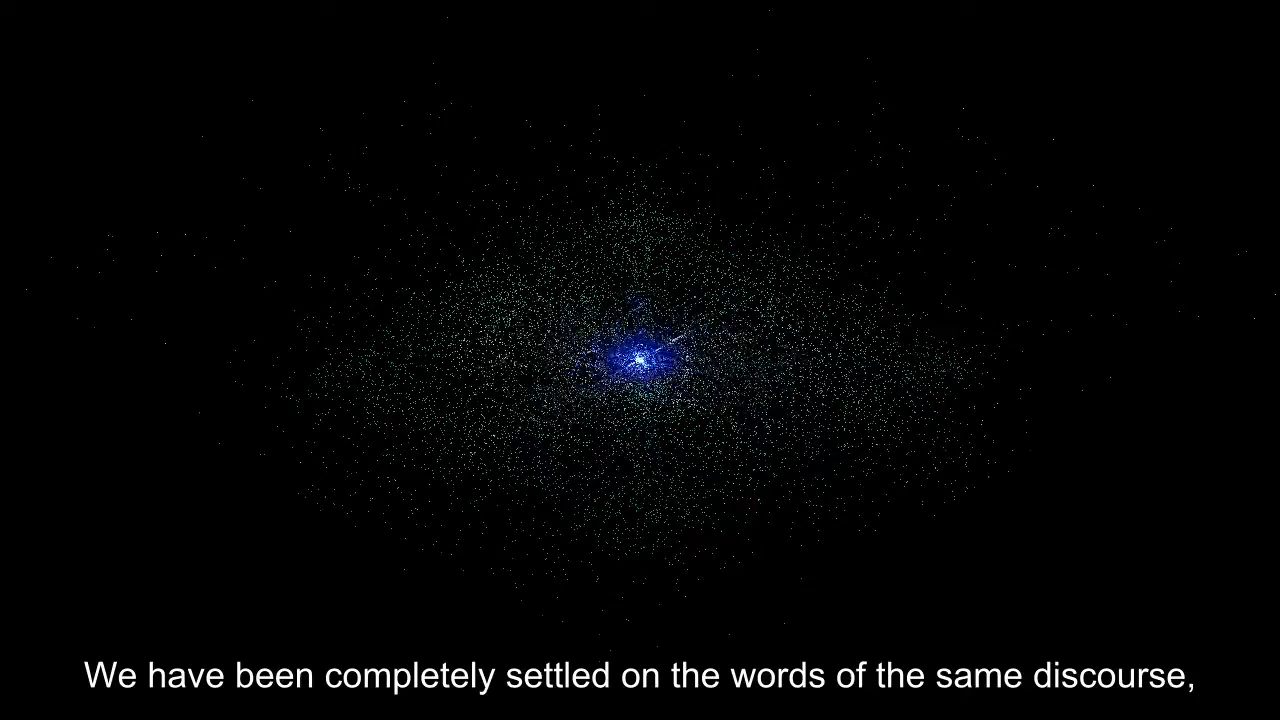 We have been completely settled on the words of the same discourse,